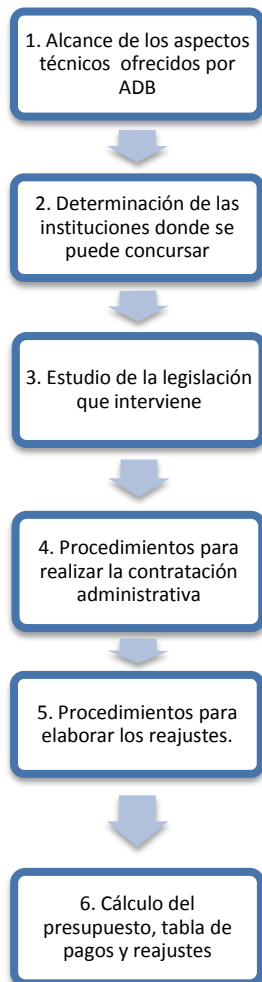 1. Alcance de los aspectos
técnicos ofrecidos por
ADB
2. Determinación de las
instituciones donde se
puede concursar
3. Estudio de la legislación
que interviene
4. Procedimientos para
realizar la contratación
administrativa
5. Procedimientos para
elaborar los reajustes.
6. Cálculo del
presupuesto, tabla de
pagos y reajustes